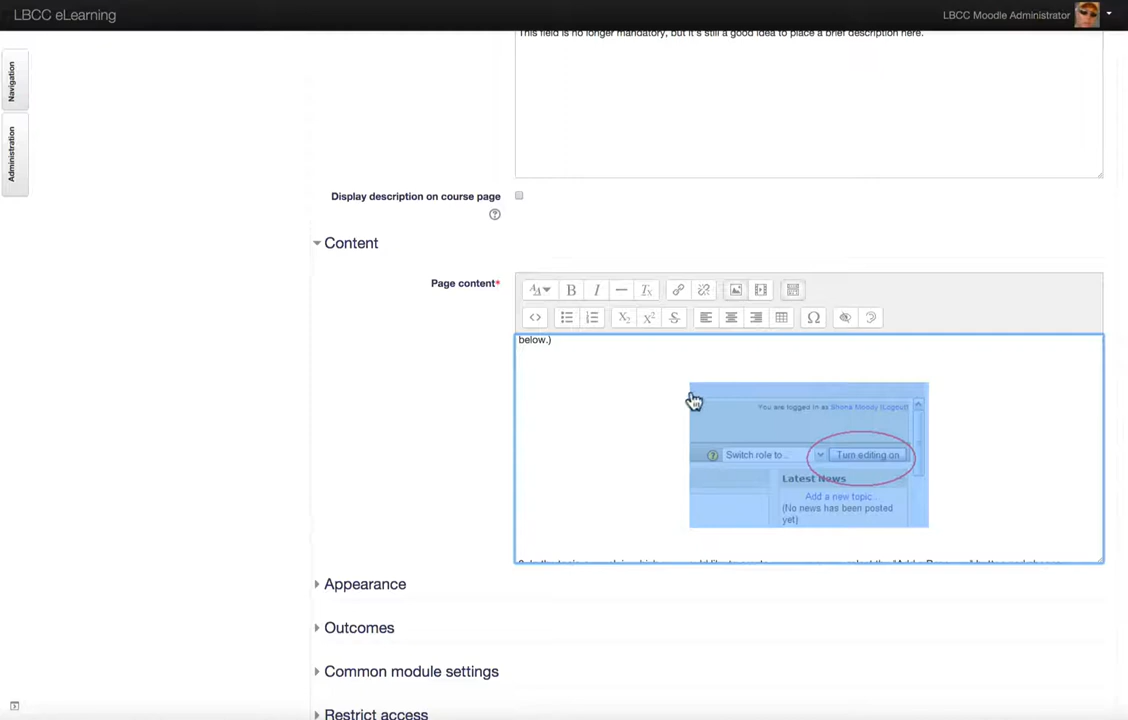 LBCC eLearning
LBCC Moodle Administrator
Navigation
Administration
This field is no longer mandatory, but it's still a good idea to place a brief description here.
Display description on course page
Content
Page content*
below.)
You are logged in as Shona Moody (Logout)
Switch role to...
Turn editing on
Latest News
Add a new topic...
(No news has been posted
yet)
Appearance
Outcomes
Common module settings
Restrict access